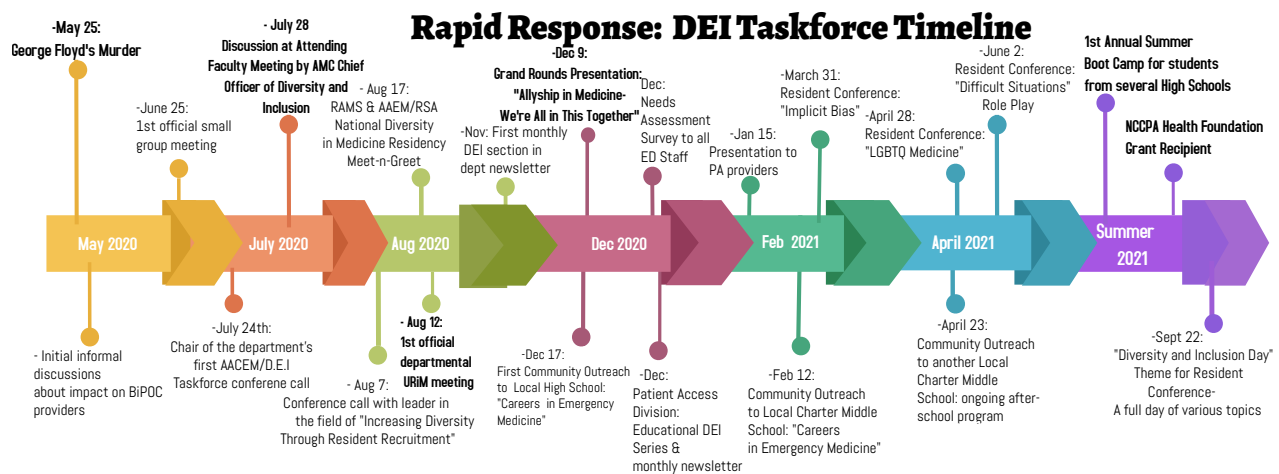 Rapid Response: DEI Taskforce Timeline
-May 25:
George Floyd's Murder
-June 25:
1st official small
group meeting
- July 28
Discussion at Attending
Faculty Meeting by AMC Chief
Officer of Diversity and
Inclusion
- Aug 17:
RAMS & AAEM/RSA
National Diversity
in Medicine Residency
Meet-n-Greet
-Nov: First monthly
DEI section in
dept newsletter
-Dec 9:
Grand Rounds Presentation:
"Allyship in Medicine-
We're All in This Together"
Dec:
Needs
Assessment
Survey to all
ED Staff
-Jan 15:
Presentation to
PA providers
-March 31:
Resident Conference:
"Implicit Bias"
-April 28:
Resident Conference:
"LGBTQ Medicine"
-June 2:
Resident Conference:
"Difficult Situations"
Role Play
1st Annual Summer
Boot Camp for students
from several High Schools
NCCPA Health Foundation
Grant Recipient
May 2020
July 2020
Aug 2020
Dec 2020
Feb 2021
April 2021
Summer
2021
- Initial informal
discussions
about impact on BiPOC
providers
-July 24th:
Chair of the department's
first AACEM/D.E.I
Taskforce conferene call
- Aug 7:
Conference call with leader in
the field of "Increasing Diversity
Through Resident Recruitment"
- Aug 12:
1st official
departmental
URiM meeting
-Dec 17:
First Community Outreach
to Local High School:
"Careers in Emergency
Medicine"
-Dec:
Patient Access
Division:
Educational DEI
Series &
monthly newsletter
-Feb 12:
Community Outreach
to Local Charter Middle
School: "Careers
in Emergency Medicine"
-April 23:
Community Outreach
to another Local
Charter Middle
School: ongoing after-
school program
-Sept 22:
"Diversity and Inclusion Day"
Theme for Resident
Conference-
A full day of various topics